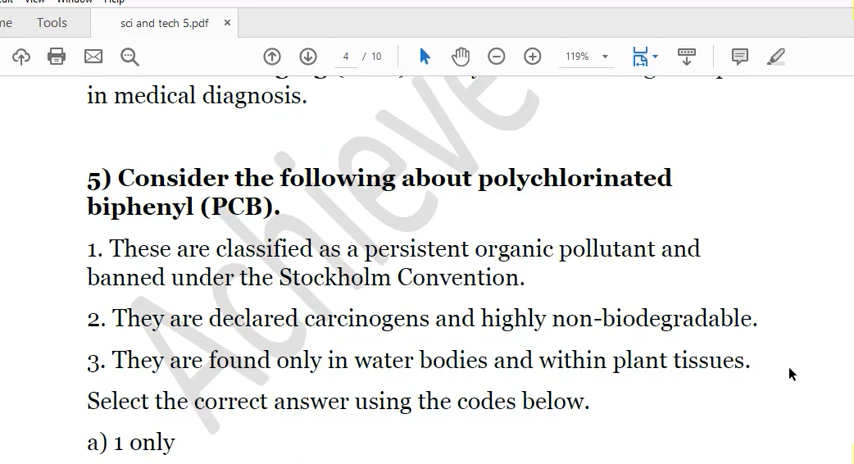 Tools
sci and tech 5.pdf ×
4 / 10
119%
in medical diagnosis.
5) Consider the following about polychlorinated
biphenyl (PCB).
1. These are classified as a persistent organic pollutant and
banned under the Stockholm Convention.
2. They are declared carcinogens and highly non-biodegradable.
3. They are found only in water bodies and within plant tissues.
Select the correct answer using the codes below.
a) 1 only
Achieve